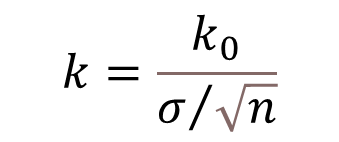 k = k₀ / (σ/√n)